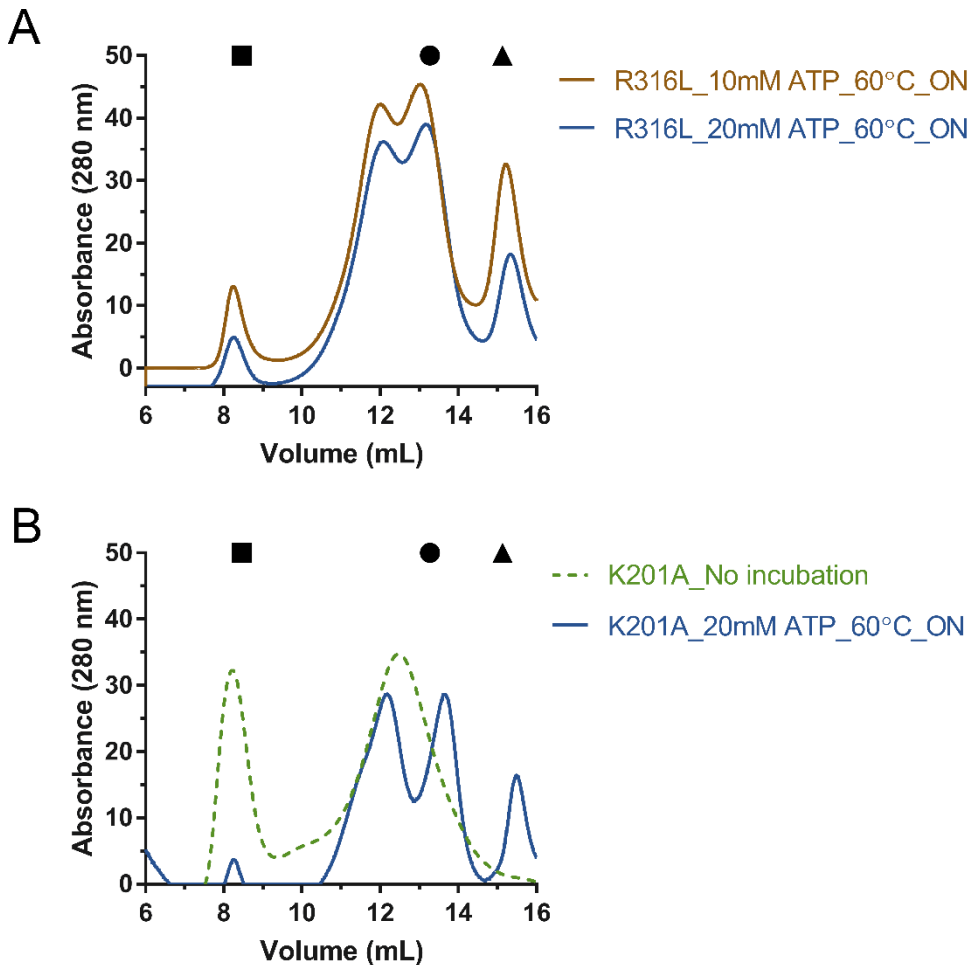 A
50
40
30
20
10
0
Absorbance (280 nm)
6 8 10 12 14 16
Volume (mL)
R316L_10mM ATP_60°C_ON
R316L_20mM ATP_60°C_ON
B
50
40
30
20
10
0
Absorbance (280 nm)
6 8 10 12 14 16
Volume (mL)
K201A_No incubation
K201A_20mM ATP_60°C_ON